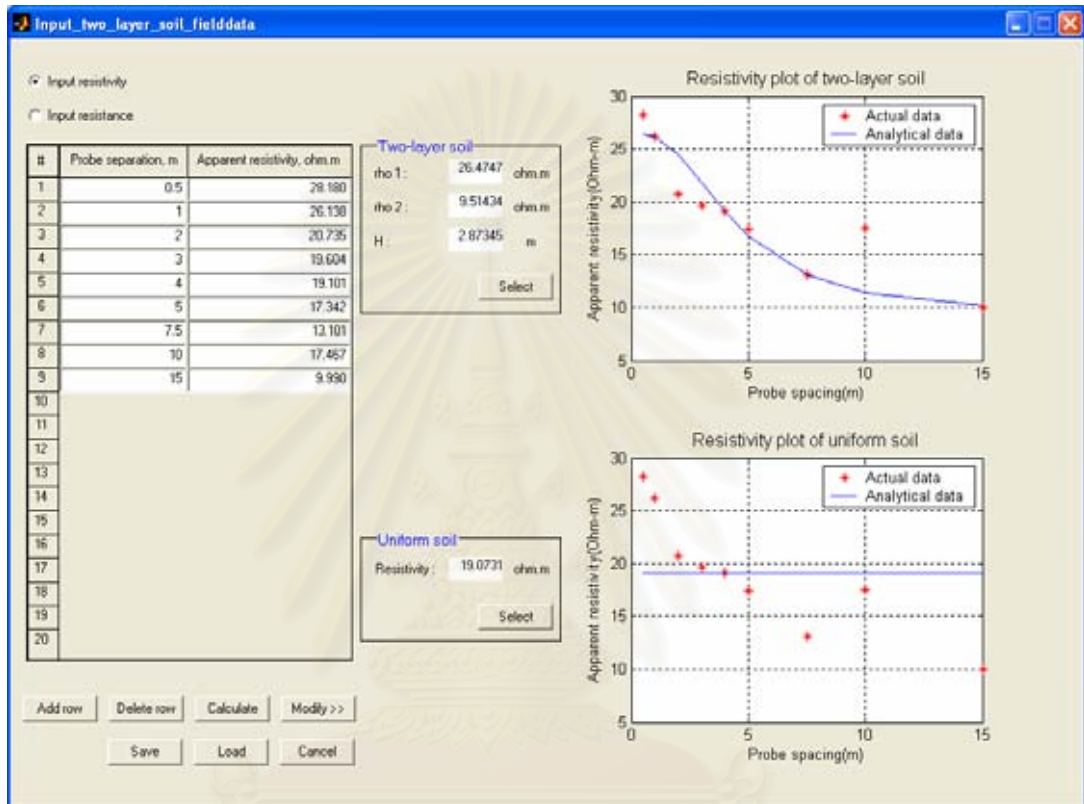 Input_two_layer_soil_fielddata
Input resistivity
Input resistance
# Probe separation, m Apparent resistivity, ohm.m
1 0.5 28.180
2 1 26.130
3 2 20.735
4 3 19.604
5 4 19.101
6 5 17.342
7 7.5 13.101
8 10 17.467
9 15 9.990
10
11
12
13
14
15
16
17
18
19
20
Add row Delete row Calculate Modify >>
Save Load Cancel
Two-layer soil
rho 1 : 26.4747 ohm.m
rho 2 : 9.51434 ohm.m
H : 2.87345 m
Select
Uniform soil
Resistivity : 19.0731 ohm.m
Select
Resistivity plot of two-layer soil
Actual data
Analytical data
Apparent resistivity(Ohm-m)
30
25
20
15
10
5
0 5 10 15
Probe spacing(m)
Resistivity plot of uniform soil
Actual data
Analytical data
Apparent resistivity(Ohm-m)
30
25
20
15
10
5
0 5 10 15
Probe spacing(m)